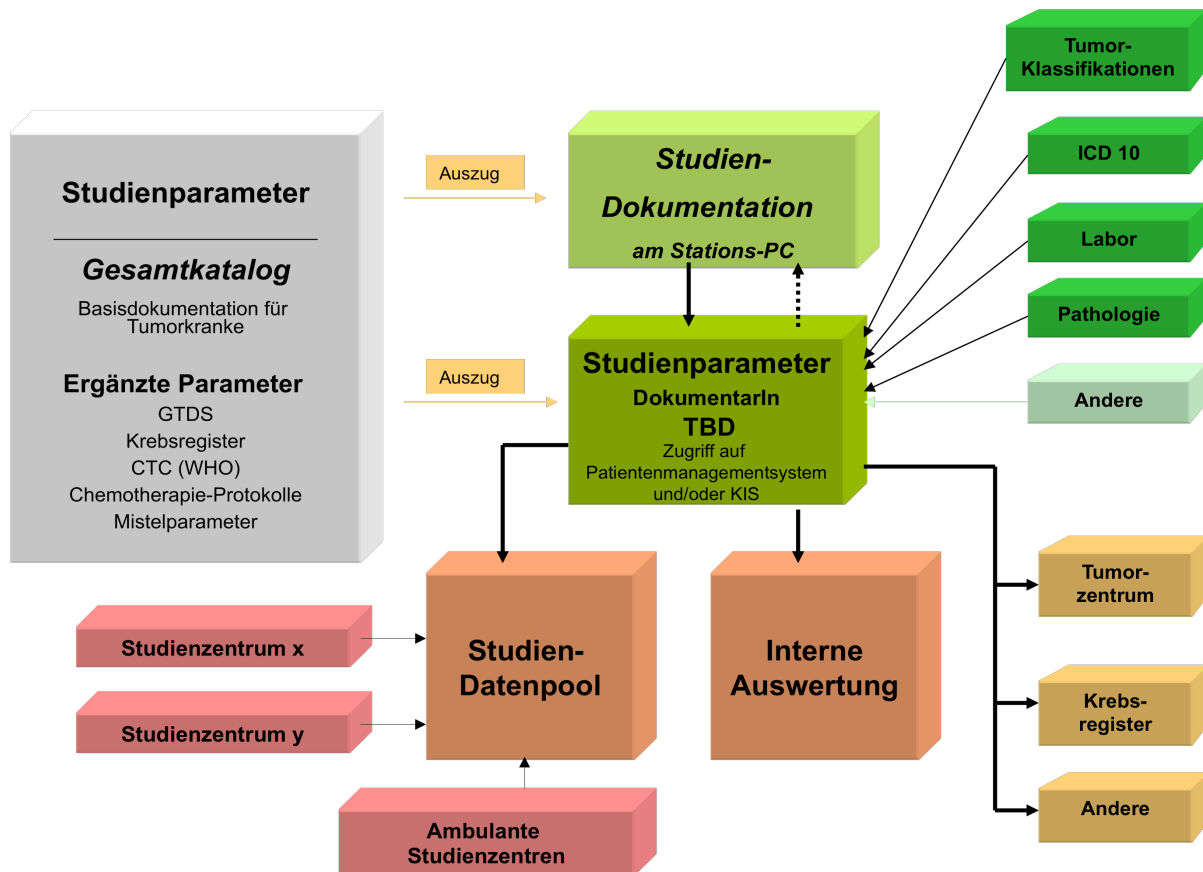 Studienparameter
Gesamtkatalog
Basisdokumentation für
Tumorkranke
Ergänzte Parameter
GTDS
Krebsregister
CTC (WHO)
Chemotherapie-Protokolle
Mistelparameter
Auszug
Auszug
Studien-
Dokumentation
am Stations-PC
Studienparameter
DokumentarIn
TBD
Zugriff auf
Patientenmanagementsystem
und/oder KIS
Tumor-
Klassifikationen
ICD 10
Labor
Pathologie
Andere
Studienzentrum x
Studienzentrum y
Ambulante
Studienzentren
Studien-
Datenpool
Interne
Auswertung
Tumor-
zentrum
Krebs-
register
Andere